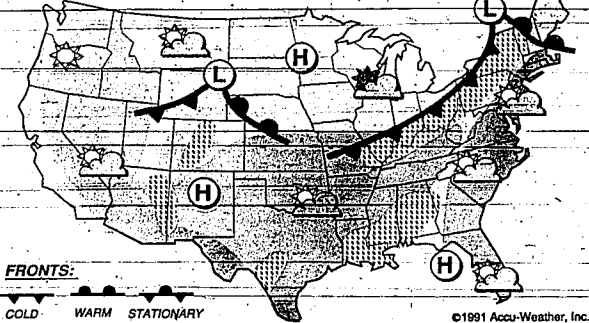 L
H
L
H
H
FRONTS:
COLD WARM STATIONARY
©1991 Accu-Weather, Inc.